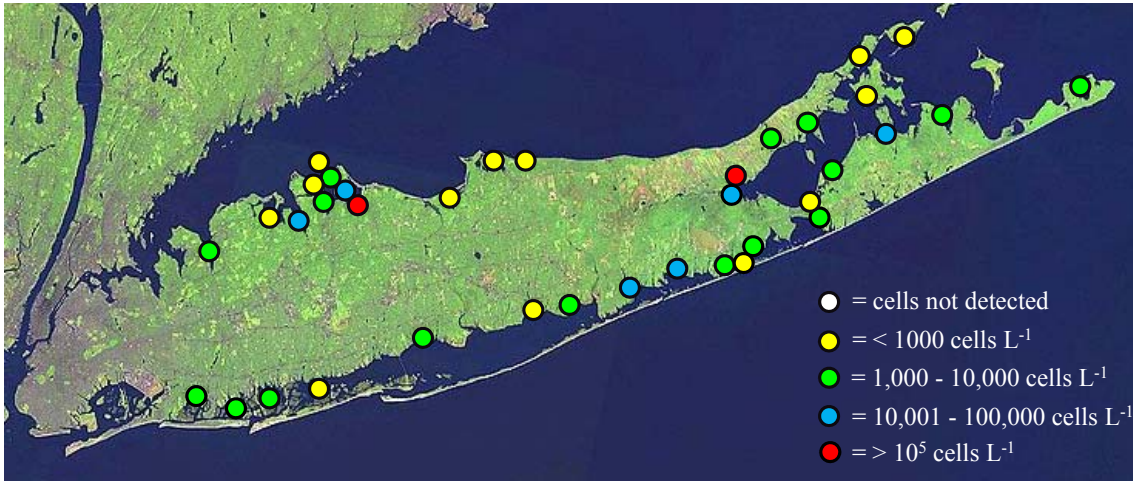 = cells not detected
= < 1000 cells L⁻¹
= 1,000 - 10,000 cells L⁻¹
= 10,001 - 100,000 cells L⁻¹
= > 10⁵ cells L⁻¹